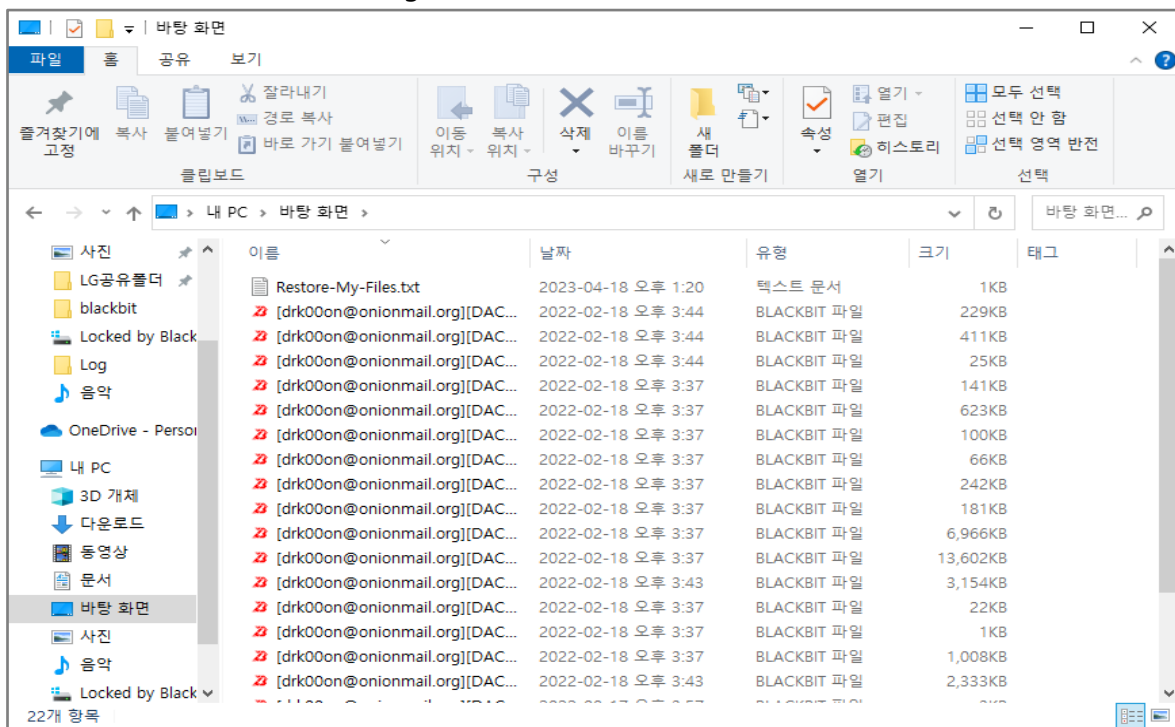 바탕 화면
파일 홈 공유 보기
즐겨찾기에 고정 복사 붙여넣기 잘라내기 경로 복사 바로 가기 붙여넣기
이동 위치 복사 위치 삭제 이름 바꾸기
새 폴더
속성 열기 편집 히스토리
모두 선택 선택 안 함 선택 영역 반전
클립보드 구성 새로 만들기 열기 선택
내 PC 바탕 화면 바탕 화면...
사진
LG공유폴더
blackbit
Locked by Black
Log
음악
OneDrive - Person
내 PC
3D 개체
다운로드
동영상
문서
바탕 화면
사진
음악
Locked by Black
이름 날짜 유형 크기 태그
Restore-My-Files.txt 2023-04-18 오후 1:20 텍스트 문서 1KB
[drk00on@onionmail.org][DAC... 2022-02-18 오후 3:44 BLACKBIT 파일 229KB
[drk00on@onionmail.org][DAC... 2022-02-18 오후 3:44 BLACKBIT 파일 411KB
[drk00on@onionmail.org][DAC... 2022-02-18 오후 3:44 BLACKBIT 파일 25KB
[drk00on@onionmail.org][DAC... 2022-02-18 오후 3:37 BLACKBIT 파일 141KB
[drk00on@onionmail.org][DAC... 2022-02-18 오후 3:37 BLACKBIT 파일 623KB
[drk00on@onionmail.org][DAC... 2022-02-18 오후 3:37 BLACKBIT 파일 100KB
[drk00on@onionmail.org][DAC... 2022-02-18 오후 3:37 BLACKBIT 파일 66KB
[drk00on@onionmail.org][DAC... 2022-02-18 오후 3:37 BLACKBIT 파일 242KB
[drk00on@onionmail.org][DAC... 2022-02-18 오후 3:37 BLACKBIT 파일 181KB
[drk00on@onionmail.org][DAC... 2022-02-18 오후 3:37 BLACKBIT 파일 6,966KB
[drk00on@onionmail.org][DAC... 2022-02-18 오후 3:37 BLACKBIT 파일 13,602KB
[drk00on@onionmail.org][DAC... 2022-02-18 오후 3:43 BLACKBIT 파일 3,154KB
[drk00on@onionmail.org][DAC... 2022-02-18 오후 3:37 BLACKBIT 파일 22KB
[drk00on@onionmail.org][DAC... 2022-02-18 오후 3:37 BLACKBIT 파일 1KB
[drk00on@onionmail.org][DAC... 2022-02-18 오후 3:37 BLACKBIT 파일 1,008KB
[drk00on@onionmail.org][DAC... 2022-02-18 오후 3:43 BLACKBIT 파일 2,333KB
22개 항목